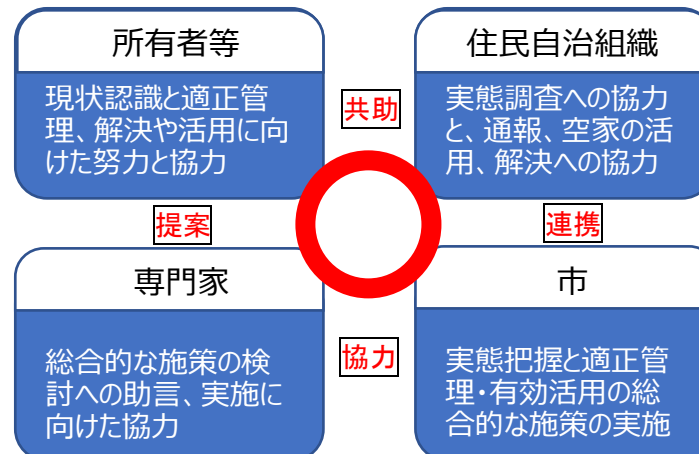 所有者等
現状認識と適正管
理、解決や活用に向
けた努力と協力
共助
住民自治組織
実態調査への協力
と、通報、空家の活
用、解決への協力
提案
連携
専門家
総合的な施策の検
討への助言、実施に
向けた協力
協力
市
実態把握と適正管
理・有効活用の総
合的な施策の実施